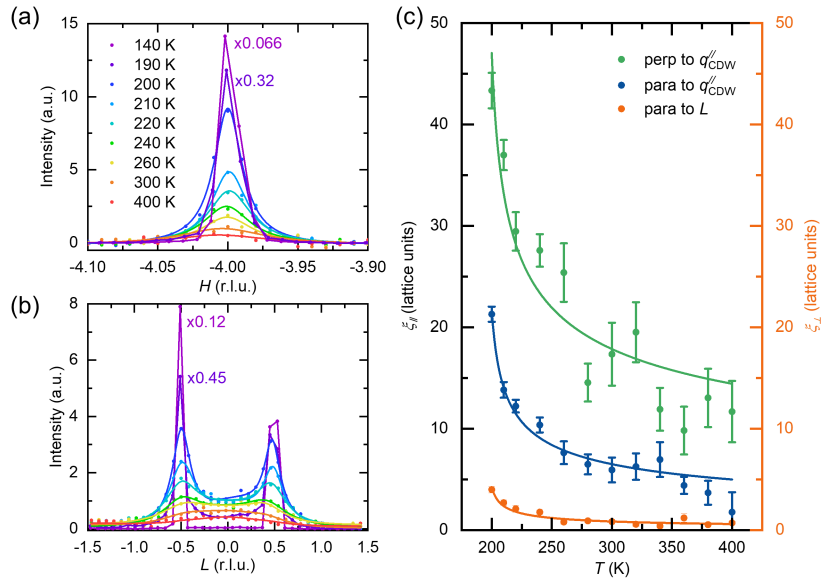 (a)
15
10
5
0
Intensity (a.u.)
140 K
190 K
200 K
210 K
220 K
240 K
260 K
300 K
400 K
x0.066
x0.32
-4.10 -4.05 -4.00 -3.95 -3.90
H (r.l.u.)
(b)
8
6
4
2
0
Intensity (a.u.)
x0.12
x0.45
-1.5 -1.0 -0.5 0.0 0.5 1.0 1.5
L (r.l.u.)
(c)
50
40
30
20
10
0
ξ// (lattice units)
perp to q//CDW
para to q//CDW
para to L
50
40
30
20
10
0
ξ⊥ (lattice units)
200 250 300 350 400
T (K)